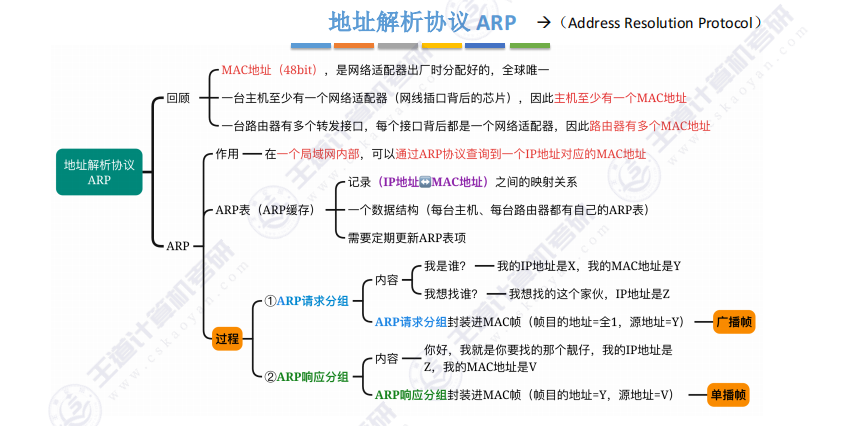 地址解析协议 ARP →（Address Resolution Protocol）
地址解析协议
ARP
回顾
MAC地址（48bit），是网络适配器出厂时分配好的，全球唯一
一台主机至少有一个网络适配器（网线插口背后的芯片），因此主机至少有一个MAC地址
一台路由器有多个转发接口，每个接口背后都是一个网络适配器，因此路由器有多个MAC地址
ARP
作用
在一个局域网内部，可以通过ARP协议查询到一个IP地址对应的MAC地址
ARP表（ARP缓存）
记录（IP地址↔️MAC地址）之间的映射关系
一个数据结构（每台主机、每台路由器都有自己的ARP表）
需要定期更新ARP表项
过程
①ARP请求分组
内容
我是谁？
我的IP地址是X，我的MAC地址是Y
我想找谁？
我想找的这个家伙，IP地址是Z
ARP请求分组封装进MAC帧（帧目的地址=全1，源地址=Y）
广播帧
②ARP响应分组
内容
你好，我就是你要找的那个靓仔，我的IP地址是
Z，我的MAC地址是V
ARP响应分组封装进MAC帧（帧目的地址=Y，源地址=V）
单播帧
王道计算机考研
www.cskaoyan.com